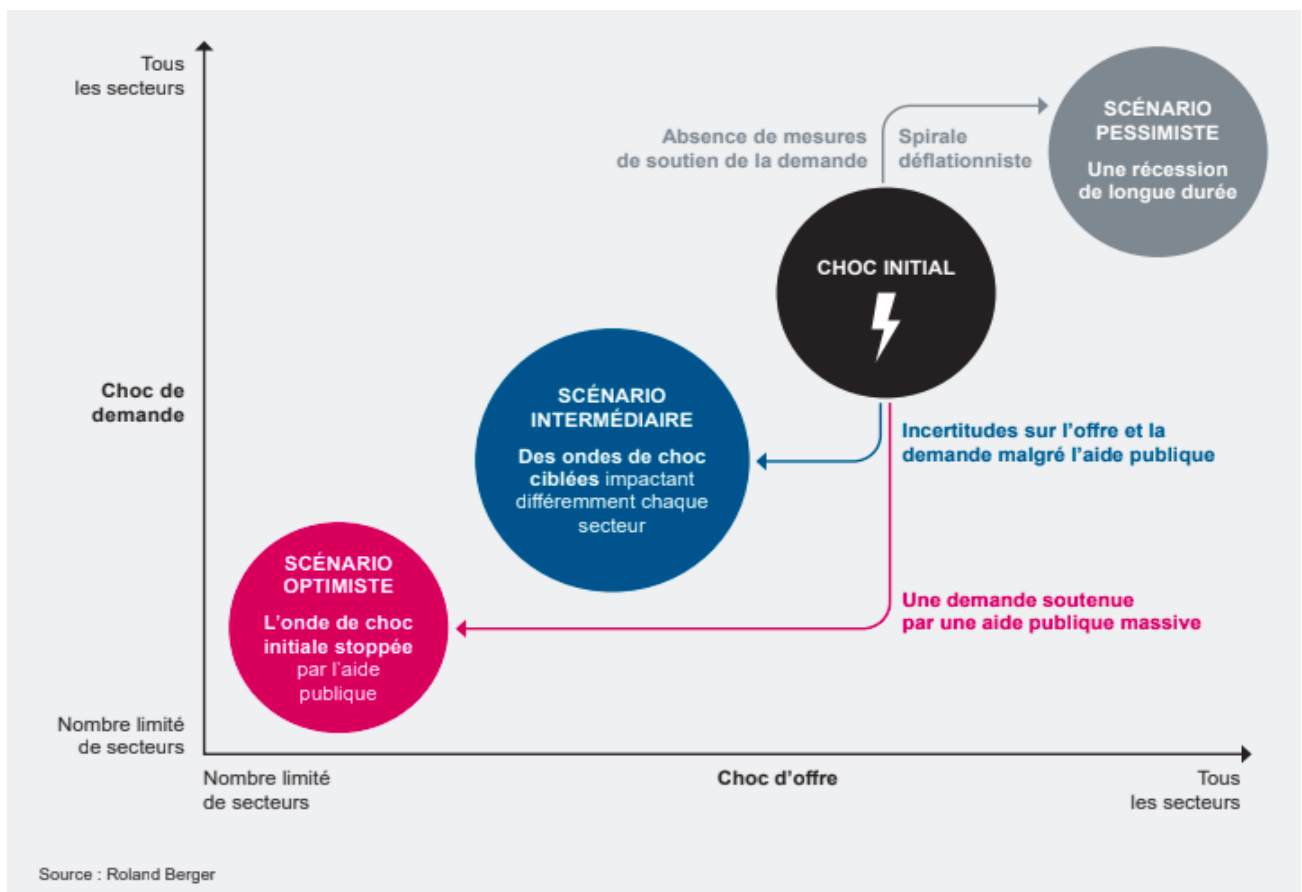 Tous
les secteurs
SCÉNARIO
PESSIMISTE
Une récession
de longue durée
Absence de mesures
de soutien de la demande
Spirale
déflationniste
CHOC INITIAL
Choc de
demande
SCÉNARIO
INTERMÉDIAIRE
Des ondes de choc
ciblées impactant
différemment chaque
secteur
Incertitudes sur l’offre et la
demande malgré l’aide publique
SCÉNARIO
OPTIMISTE
L’onde de choc
initiale stoppée
par l’aide
publique
Une demande soutenue
par une aide publique massive
Nombre limité
de secteurs
Nombre limité
de secteurs
Choc d’offre
Tous
les secteurs
Source : Roland Berger